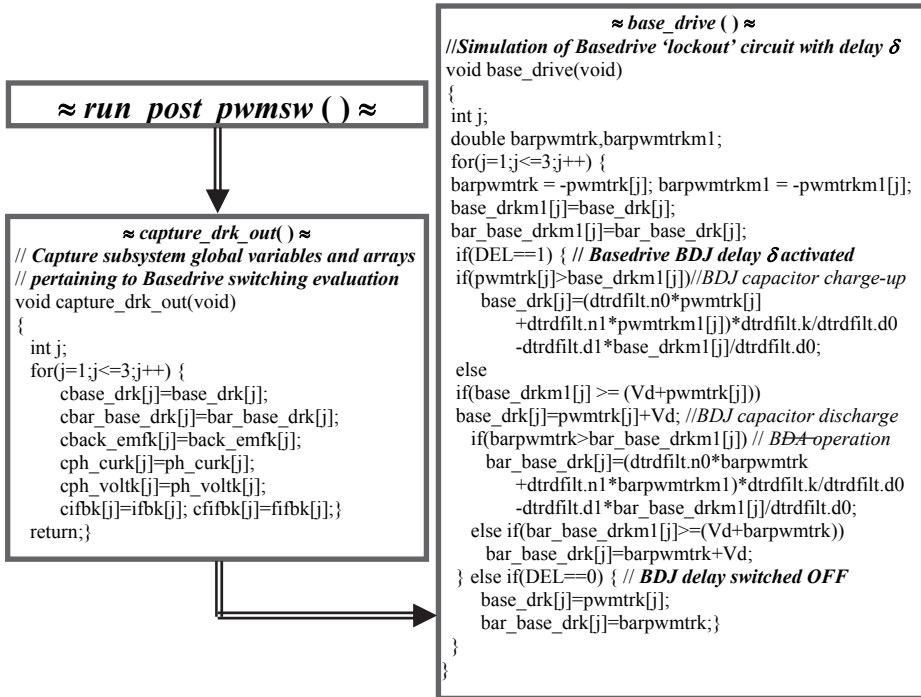 ≈ run_post_pwmsw ( ) ≈
≈ capture_drk_out( ) ≈
// Capture subsystem global variables and arrays
// pertaining to Basedrive switching evaluation
void capture_drk_out(void)
{
int j;
for(j=1;j<=3;j++) {
cbase_drk[j]=base_drk[j];
cbar_base_drk[j]=bar_base_drk[j];
cback_emfk[j]=back_emfk[j];
cph_curk[j]=ph_curk[j];
cph_voltk[j]=ph_voltk[j];
cifbk[j]=ifbk[j]; cfifbk[j]=fifbk[j];}
return;}
≈ base_drive ( ) ≈
//Simulation of Basedrive ‘lockout’ circuit with delay δ
void base_drive(void)
{
int j;
double barpwmtrk,barpwmtrkm1;
for(j=1;j<=3;j++) {
barpwmtrk = -pwmtrk[j]; barpwmtrkm1 = -pwmtrkm1[j];
base_drkm1[j]=base_drk[j];
bar_base_drkm1[j]=bar_base_drk[j];
if(DEL==1) { // Basedrive BDJ delay δ activated
if(pwmtrk[j]>base_drkm1[j])//BDJ capacitor charge-up
base_drk[j]=(dtrdfilt.n0*pwmtrk[j]
+dtrdfilt.n1*pwmtrkm1[j])*dtrdfilt.k/dtrdfilt.d0
-dtrdfilt.d1*base_drkm1[j]/dtrdfilt.d0;
else
if(base_drkm1[j] >= (Vd+pwmtrk[j]))
base_drk[j]=pwmtrk[j]+Vd; //BDJ capacitor discharge
if(barpwmtrk>bar_base_drkm1[j]) // BDA operation
bar_base_drk[j]=(dtrdfilt.n0*barpwmtrk
+dtrdfilt.n1*barpwmtrkm1)*dtrdfilt.k/dtrdfilt.d0
-dtrdfilt.d1*bar_base_drkm1[j]/dtrdfilt.d0;
else if(bar_base_drkm1[j]>=(Vd+barpwmtrk))
bar_base_drk[j]=barpwmtrk+Vd;
} else if(DEL==0) { // BDJ delay switched OFF
base_drk[j]=pwmtrk[j];
bar_base_drk[j]=barpwmtrk;}
}
}